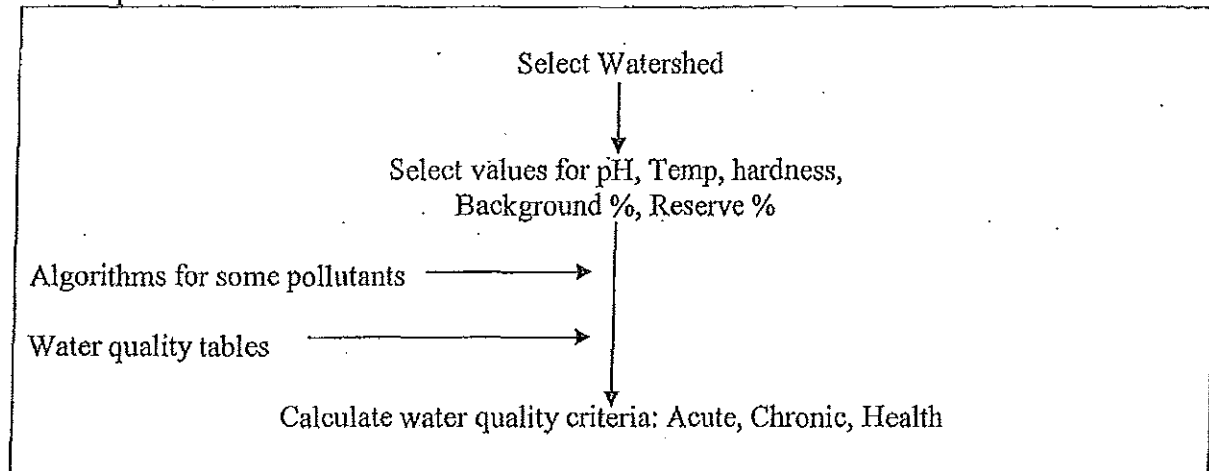 Select Watershed
Select values for pH, Temp, hardness,
Background %, Reserve %
Algorithms for some pollutants
Water quality tables
Calculate water quality criteria: Acute, Chronic, Health